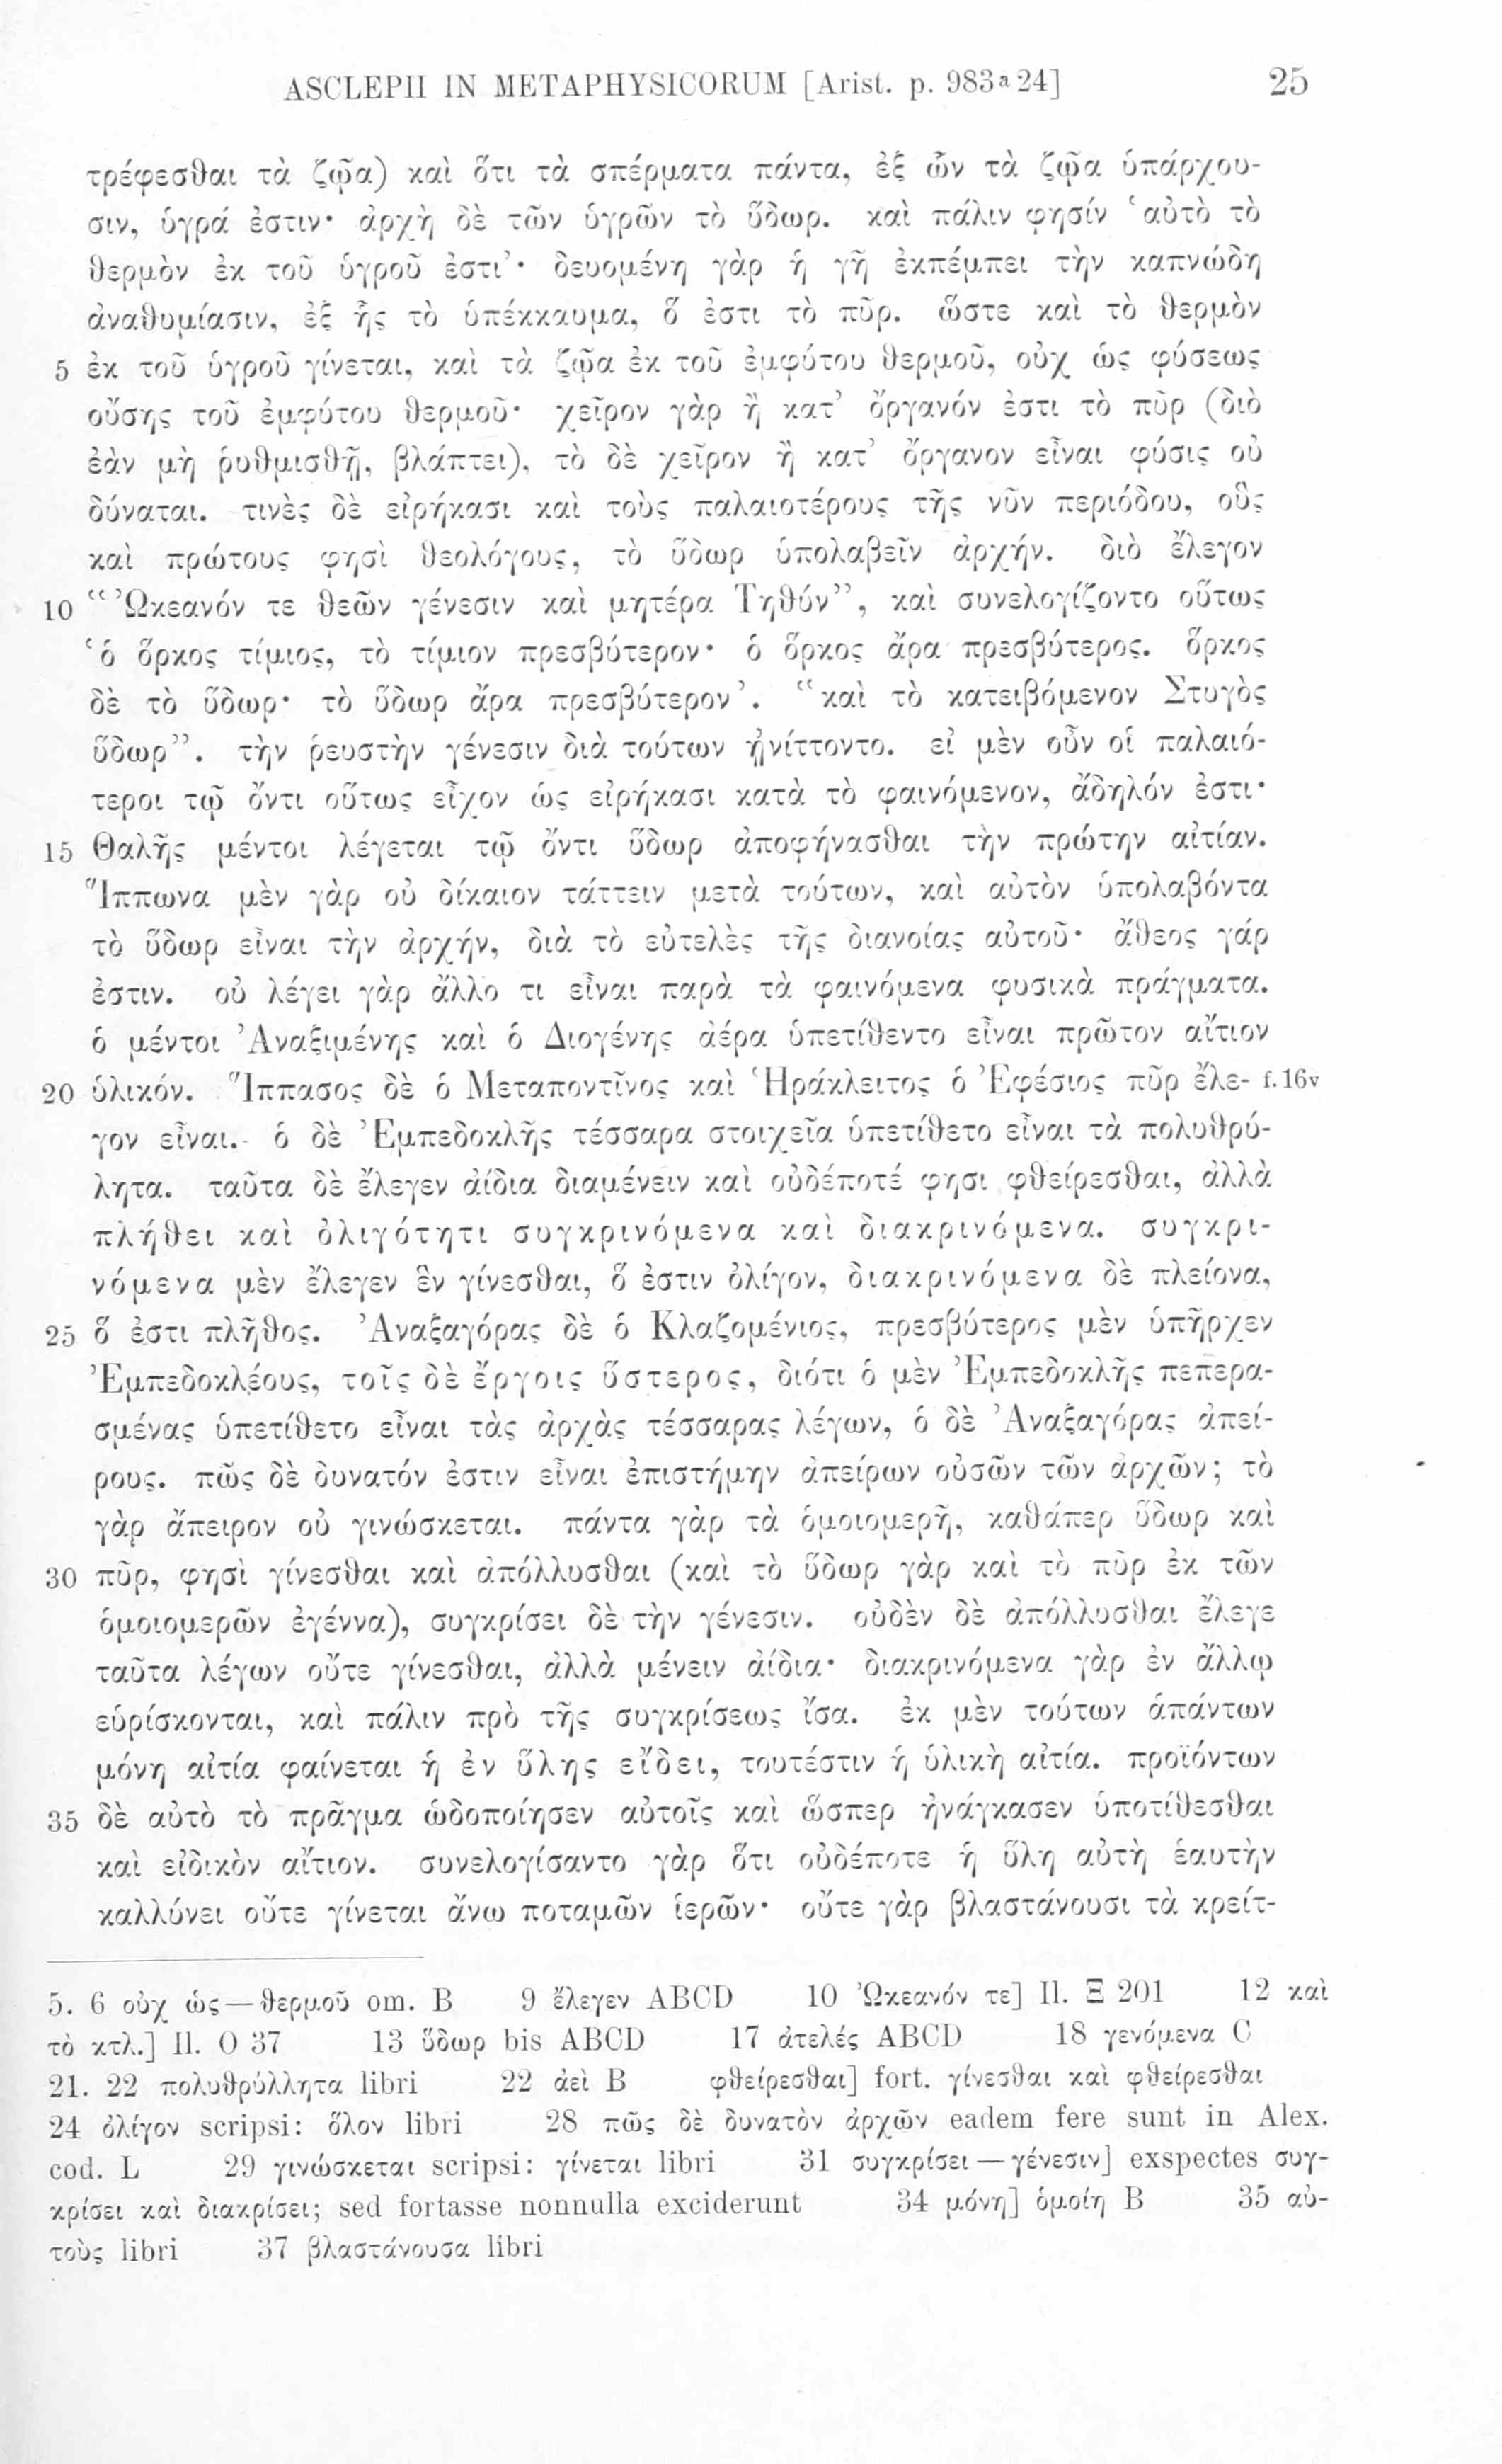 ASCLEPII IN METAPHYSICORUM [Arist. p. 983a24] 25
τρέφεσθαι τὰ ζῷα) καὶ ὅτι τὰ σπέρματα πάντα, ἐξ ὧν τὰ ζῷα ὑπάρχου-
σιν, ὑγρά ἐστιν· ἀρχὴ δὲ τῶν ὑγρῶν τὸ ὕδωρ. καὶ πάλιν φησίν ‘αὐτὸ τὸ
θερμὸν ἐκ τοῦ ὑγροῦ ἐστι’· δευομένη γὰρ ἡ γῆ ἐκπέμπει τὴν καπνώδη
ἀναθυμίασιν, ἐξ ἧς τὸ ὑπέκκαυμα, ὅ ἐστι τὸ πῦρ. ὥστε καὶ τὸ θερμὸν
5 ἐκ τοῦ ὑγροῦ γίνεται, καὶ τὰ ζῷα ἐκ τοῦ ἐμφύτου θερμοῦ, οὐχ ὡς φύσεως
οὔσης τοῦ ἐμφύτου θερμοῦ· χεῖρον γὰρ ἢ κατ’ ὄργανόν ἐστι τὸ πῦρ (διὸ
ἐὰν μὴ ῥυθμισθῇ, βλάπτει), τὸ δὲ χεῖρον ἢ κατ’ ὄργανον εἶναι φύσις οὐ
δύναται. τινὲς δὲ εἰρήκασι καὶ τοὺς παλαιοτέρους τῆς νῦν περιόδου, οὓς
καὶ πρώτους φησὶ θεολόγους, τὸ ὕδωρ ὑπολαβεῖν ἀρχήν. διὸ ἔλεγον
10 “Ὠκεανόν τε θεῶν γένεσιν καὶ μητέρα Τηθύν”, καὶ συνελογίζοντο οὕτως
‘ὁ ὅρκος τίμιος, τὸ τίμιον πρεσβύτερον· ὁ ὅρκος ἄρα πρεσβύτερος. ὅρκος
δὲ τὸ ὕδωρ· τὸ ὕδωρ ἄρα πρεσβύτερον’. “καὶ τὸ κατειβόμενον Στυγὸς
ὕδωρ”. τὴν ῥευστὴν γένεσιν διὰ τούτων ᾐνίττοντο. εἰ μὲν οὖν οἱ παλαιό-
τεροι τῷ ὄντι οὕτως εἶχον ὡς εἰρήκασι κατὰ τὸ φαινόμενον, ἄδηλόν ἐστι·
15 Θαλῆς μέντοι λέγεται τῷ ὄντι ὕδωρ ἀποφήνασθαι τὴν πρώτην αἰτίαν.
Ἵππωνα μὲν γὰρ οὐ δίκαιον τάττειν μετὰ τούτων, καὶ αὐτὸν ὑπολαβόντα
τὸ ὕδωρ εἶναι τὴν ἀρχήν, διὰ τὸ εὐτελὲς τῆς διανοίας αὐτοῦ· ἄθεος γάρ
ἐστιν. οὐ λέγει γὰρ ἄλλο τι εἶναι παρὰ τὰ φαινόμενα φυσικὰ πράγματα.
ὁ μέντοι Ἀναξιμένης καὶ ὁ Διογένης ἀέρα ὑπετίθεντο εἶναι πρῶτον αἴτιον
20 ὑλικόν. Ἵππασος δὲ ὁ Μεταποντῖνος καὶ Ἡράκλειτος ὁ Ἐφέσιος πῦρ ἔλε- f. 16v
γον εἶναι. ὁ δὲ Ἐμπεδοκλῆς τέσσαρα στοιχεῖα ὑπετίθετο εἶναι τὰ πολυθρύ-
λητα. ταῦτα δὲ ἔλεγεν ἀίδια διαμένειν καὶ οὐδέποτέ φησι φθείρεσθαι, ἀλλὰ
πλήθει καὶ ὀλιγότητι συγκρινόμενα καὶ διακρινόμενα. συγκρι-
νόμενα μὲν ἔλεγεν ἓν γίνεσθαι, ὅ ἐστιν ὀλίγον, διακρινόμενα δὲ πλείονα,
25 ὅ ἐστι πλῆθος. Ἀναξαγόρας δὲ ὁ Κλαζομένιος, πρεσβύτερος μὲν ὑπῆρχεν
Ἐμπεδοκλέους, τοῖς δὲ ἔργοις ὕστερος, διότι ὁ μὲν Ἐμπεδοκλῆς πεπερα-
σμένας ὑπετίθετο εἶναι τὰς ἀρχὰς τέσσαρας λέγων, ὁ δὲ Ἀναξαγόρας ἀπεί-
ρους. πῶς δὲ δυνατόν ἐστιν εἶναι ἐπιστήμην ἀπείρων οὐσῶν τῶν ἀρχῶν; τὸ
γὰρ ἄπειρον οὐ γινώσκεται. πάντα γὰρ τὰ ὁμοιομερῆ, καθάπερ ὕδωρ καὶ
30 πῦρ, φησὶ γίνεσθαι καὶ ἀπόλλυσθαι (καὶ τὸ ὕδωρ γὰρ καὶ τὸ πῦρ ἐκ τῶν
ὁμοιομερῶν ἐγέννα), συγκρίσει δὲ τὴν γένεσιν. οὐδὲν δὲ ἀπόλλυσθαι ἔλεγε
ταῦτα λέγων οὔτε γίνεσθαι, ἀλλὰ μένειν ἀίδια· διακρινόμενα γὰρ ἐν ἄλλῳ
εὑρίσκονται, καὶ πάλιν πρὸ τῆς συγκρίσεως ἴσα. ἐκ μὲν τούτων ἁπάντων
μόνη αἰτία φαίνεται ἡ ἐν ὕλης εἴδει, τουτέστιν ἡ ὑλικὴ αἰτία. προϊόντων
35 δὲ αὐτὸ τὸ πρᾶγμα ὡδοποίησεν αὐτοῖς καὶ ὥσπερ ἠνάγκασεν ὑποτίθεσθαι
καὶ εἰδικὸν αἴτιον. συνελογίσαντο γὰρ ὅτι οὐδέποτε ἡ ὕλη αὐτὴ ἑαυτὴν
καλλύνει οὔτε γίνεται ἄνω ποταμῶν ἱερῶν· οὔτε γὰρ βλαστάνουσι τὰ κρείτ-
5. 6 οὐχ ὡς — θερμοῦ om. B 9 ἔλεγεν ABCD 10 Ὠκεανόν τε] Il. Ξ 201 12 καὶ
τὸ κτλ.] Il. Ο 37 13 ὕδωρ bis ABCD 17 ἀτελές ABCD 18 γενόμενα C
21. 22 πολυθρύλλητα libri 22 ἀεὶ B φθείρεσθαι] fort. γίνεσθαι καὶ φθείρεσθαι
24 ὀλίγον scripsi: ὅλον libri 28 πῶς δὲ δυνατὸν ἀρχῶν eadem fere sunt in Alex.
cod. L 29 γινώσκεται scripsi: γίνεται libri 31 συγκρίσει — γένεσιν] exspectes συγ-
κρίσει καὶ διακρίσει; sed fortasse nonnulla exciderunt 34 μόνη] ὁμοίη B 35 αὐ-
τοὺς libri 37 βλαστάνουσα libri